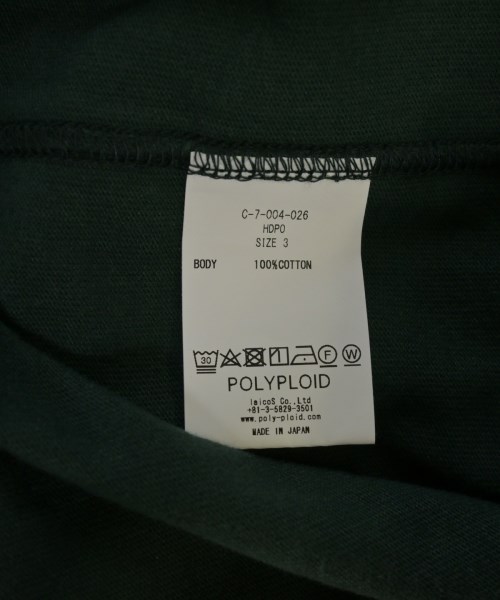 C-7-004-026
HDPO
SIZE 3
BODY 100%COTTON
30 F W
POLYPLOID
laicoS Co.,Ltd
+81-3-5829-3501
www.poly-ploid.com
MADE IN JAPAN